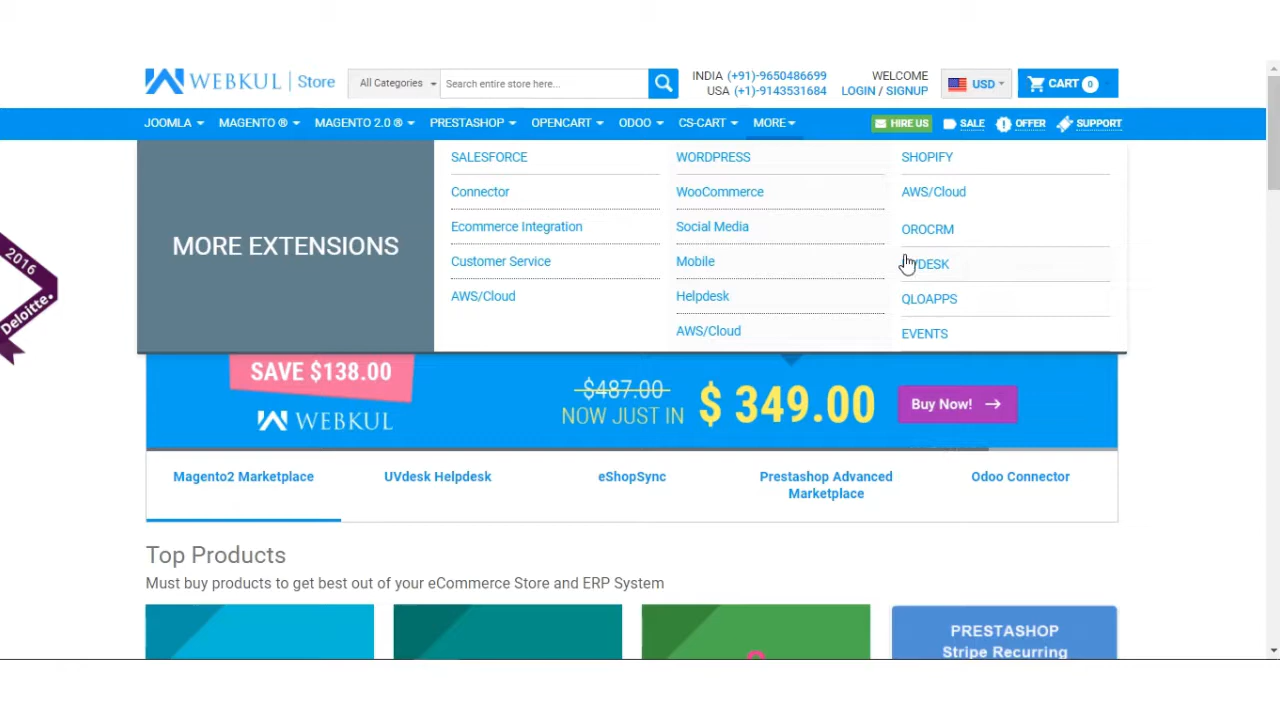 WEBKUL | Store
All Categories
Search entire store here...
INDIA (+91)-9650486699
USA (+1)-9143531684
WELCOME
LOGIN / SIGNUP
USD
CART 0
JOOMLA MAGENTO ® MAGENTO 2.0 ® PRESTASHOP OPENCART ODOO CS-CART MORE HIRE US SALE OFFER SUPPORT
MORE EXTENSIONS
SALESFORCE
Connector
Ecommerce Integration
Customer Service
AWS/Cloud
WORDPRESS
WooCommerce
Social Media
Mobile
Helpdesk
AWS/Cloud
SHOPIFY
AWS/Cloud
OROCRM
QLOAPPS
EVENTS
2016
Deloitte.
SAVE $138.00
WEBKUL
$487.00
NOW JUST IN
$ 349.00
Buy Now!
Magento2 Marketplace
UVdesk Helpdesk
eShopSync
Prestashop Advanced
Marketplace
Odoo Connector
Top Products
Must buy products to get best out of your eCommerce Store and ERP System
PRESTASHOP
Stripe Recurring